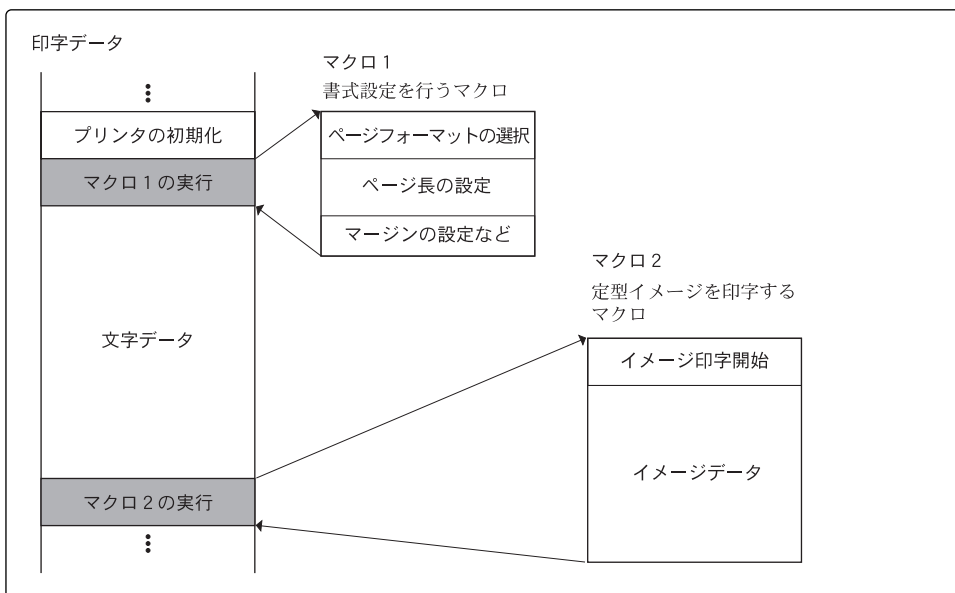 印字データ
プリンタの初期化
マクロ1の実行
文字データ
マクロ2の実行
マクロ1
書式設定を行うマクロ
ページフォーマットの選択
ページ長の設定
マージンの設定など
マクロ2
定型イメージを印字する
マクロ
イメージ印字開始
イメージデータ